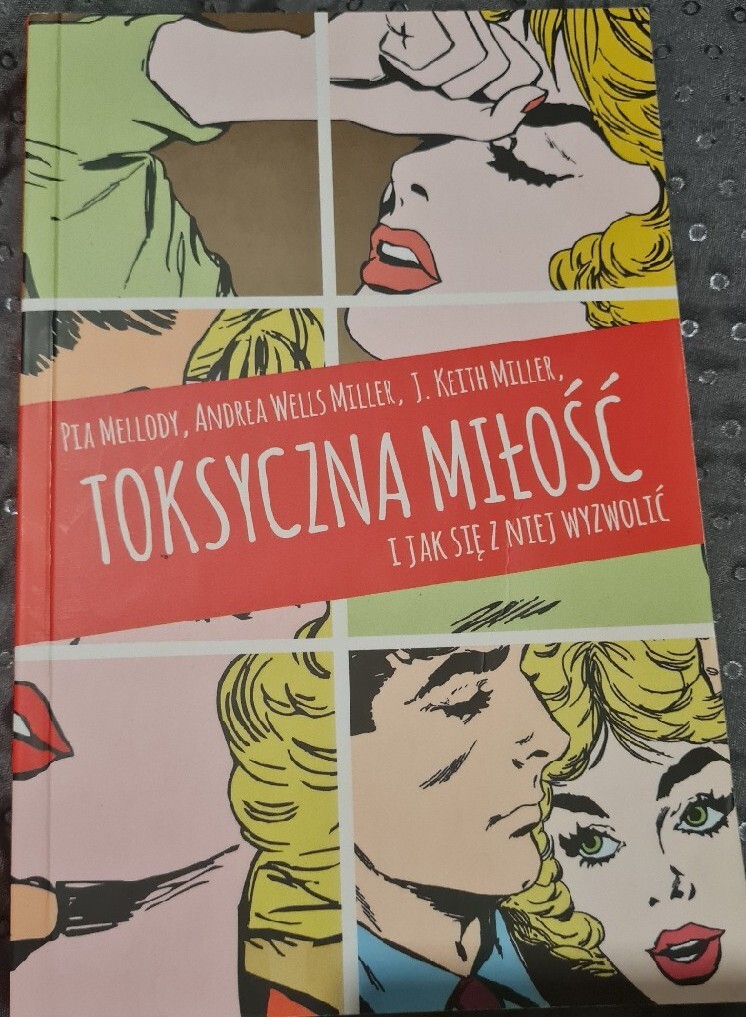 PIA MELLODY, ANDREA WELLS MILLER, J. KEITH MILLER,
TOKSYCZNA MIŁOŚĆ
I JAK SIĘ Z NIEJ WYZWOLIĆ